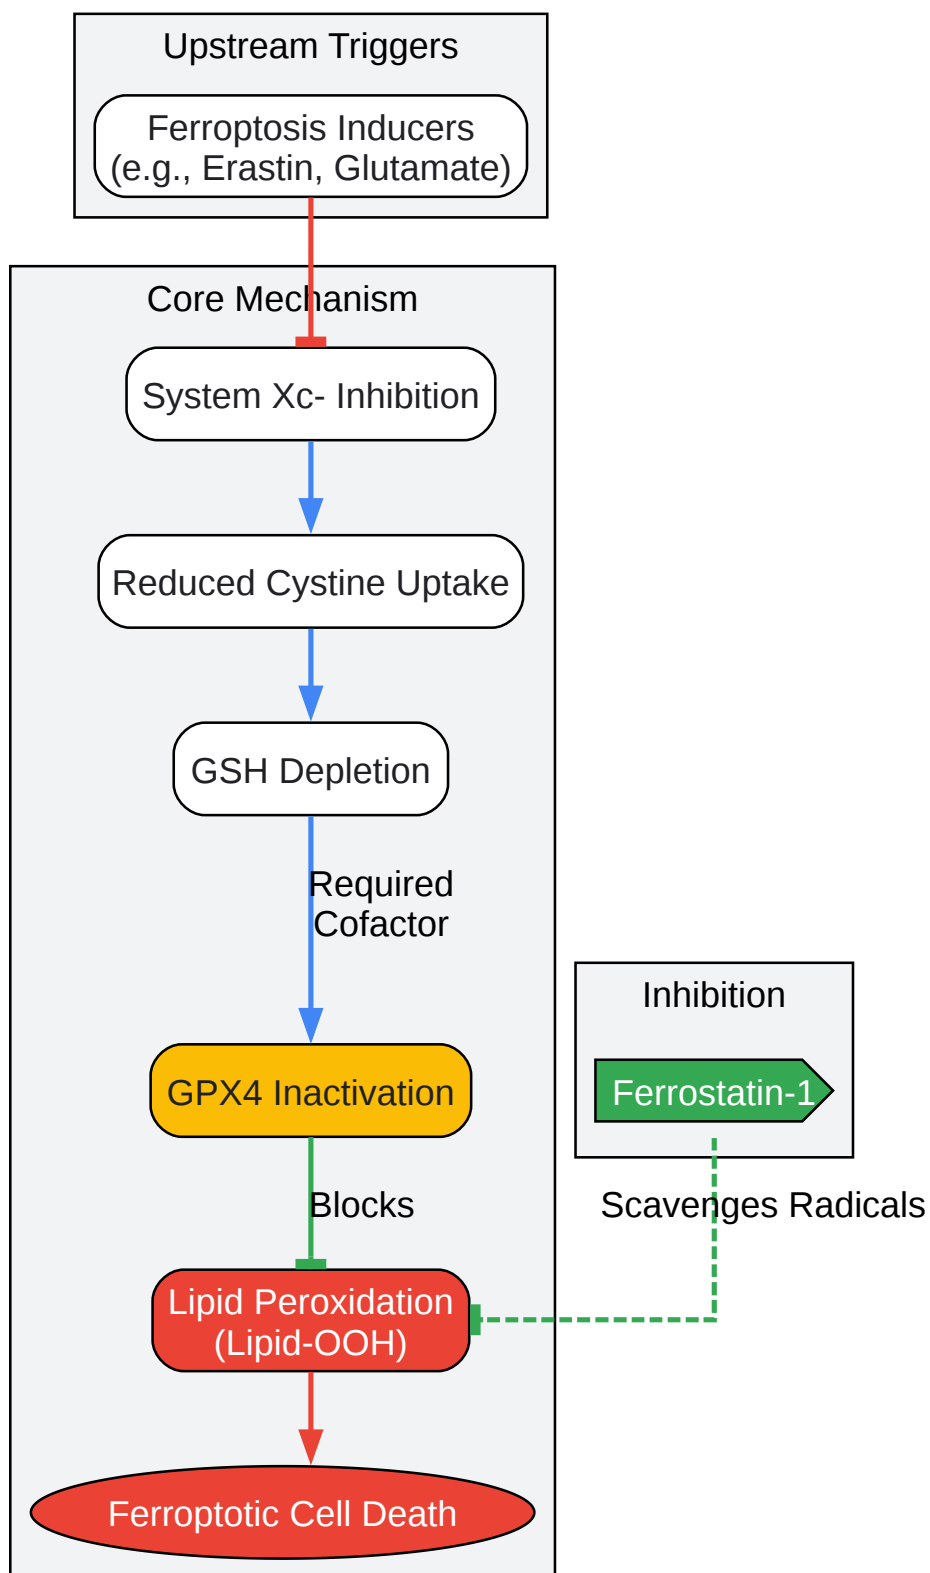 Upstream Triggers
Ferroptosis Inducers
(e.g., Erastin, Glutamate)
Core Mechanism
System Xc- Inhibition
Reduced Cystine Uptake
GSH Depletion
Required
Cofactor
Inhibition
GPX4 Inactivation
Ferrostatin-1
Blocks
Scavenges Radicals
Lipid Peroxidation
(Lipid-OOH)
Ferroptotic Cell Death